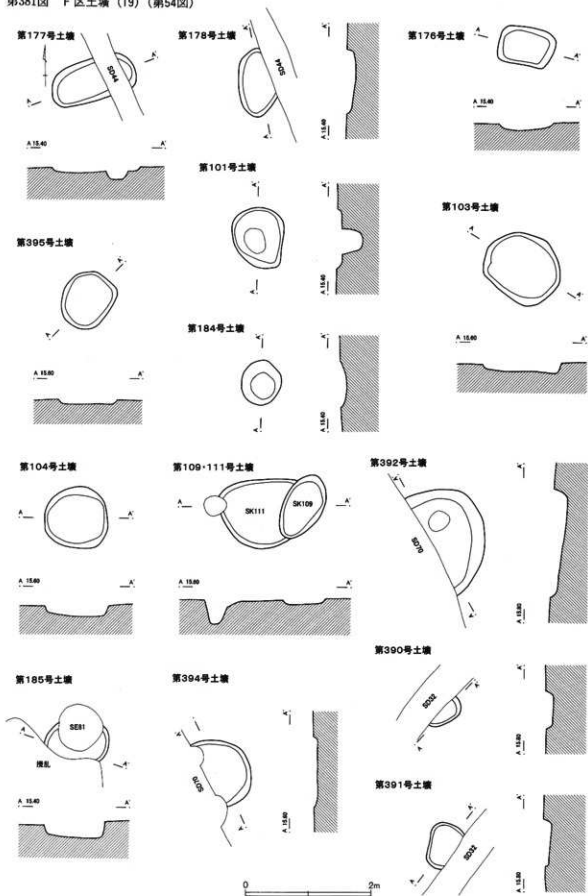 第381図 F区土壙 (19) (第54図)
第177号土壙
A
A'
SD44
A 15.40
A'
第178号土壙
A'
SD44
A
A'
A 15.40
第176号土壙
A
A'
A 15.40
A'
第101号土壙
A'
A
A'
A 15.60
第103号土壙
A
A'
A 15.60
A'
第395号土壙
A'
A
A 15.60
A'
第184号土壙
A'
A
A'
A 15.40
第104号土壙
A
A'
A 15.60
A'
第109・111号土壙
A
A'
SK111
SK109
A 15.60
A'
第392号土壙
A'
SD70
A
A'
A 15.60
第185号土壙
SE81
A
A'
撹乱
A 15.40
A'
第394号土壙
A'
SD70
A
A'
A 15.60
第390号土壙
SD32
A'
A
A'
A 15.60
第391号土壙
A'
SD32
A
A'
A 15.60
0 2m